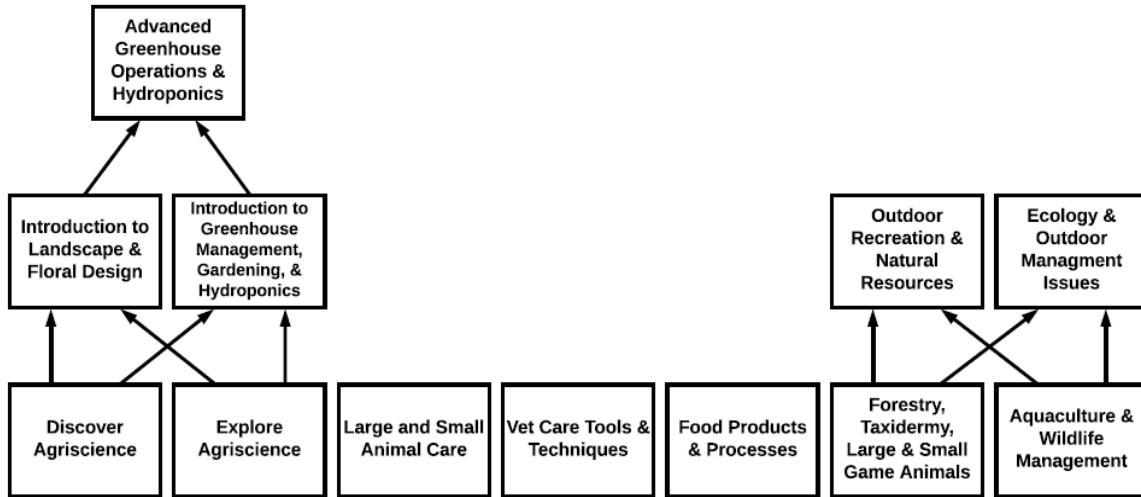 Advanced
Greenhouse
Operations &
Hydroponics
Introduction to
Landscape &
Floral Design
Introduction to
Greenhouse
Management,
Gardening, &
Hydroponics
Outdoor
Recreation &
Natural
Resources
Ecology &
Outdoor
Managment
Issues
Discover
Agriscience
Explore
Agriscience
Large and Small
Animal Care
Vet Care Tools &
Techniques
Food Products
& Processes
Forestry,
Taxidermy,
Large & Small
Game Animals
Aquaculture &
Wildlife
Management